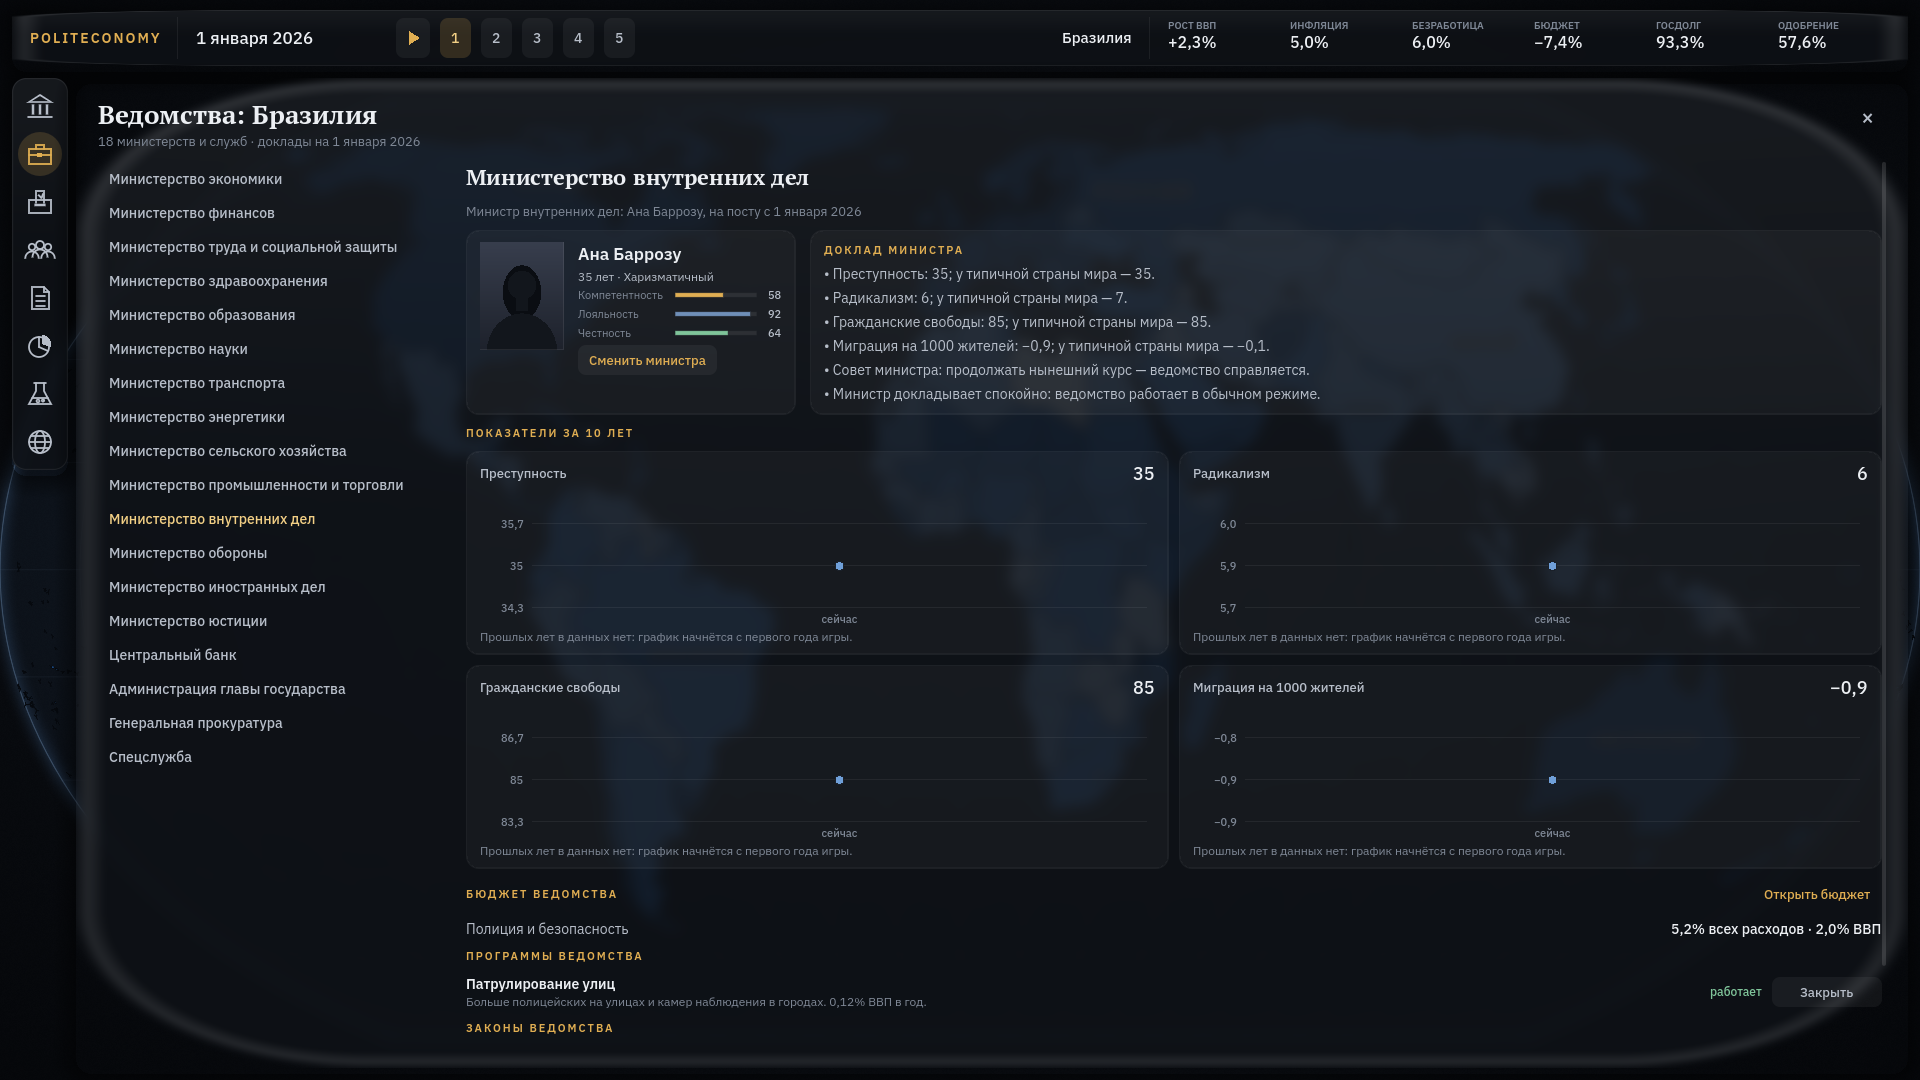 POLITECONOMY
1 января 2026
1 2 3 4 5
Бразилия
РОСТ ВВП +2,3%
ИНФЛЯЦИЯ 5,0%
БЕЗРАБОТИЦА 6,0%
БЮДЖЕТ −7,4%
ГОСДОЛГ 93,3%
ОДОБРЕНИЕ 57,6%
Ведомства: Бразилия
×
18 министерств и служб · доклады на 1 января 2026
Министерство экономики
Министерство финансов
Министерство труда и социальной защиты
Министерство здравоохранения
Министерство образования
Министерство науки
Министерство транспорта
Министерство энергетики
Министерство сельского хозяйства
Министерство промышленности и торговли
Министерство внутренних дел
Министерство обороны
Министерство иностранных дел
Министерство юстиции
Центральный банк
Администрация главы государства
Генеральная прокуратура
Спецслужба
Министерство внутренних дел
Министр внутренних дел: Ана Баррозу, на посту с 1 января 2026
Ана Баррозу
35 лет · Харизматичный
Компетентность 58
Лояльность 92
Честность 64
Сменить министра
ДОКЛАД МИНИСТРА
• Преступность: 35; у типичной страны мира — 35.
• Радикализм: 6; у типичной страны мира — 7.
• Гражданские свободы: 85; у типичной страны мира — 85.
• Миграция на 1000 жителей: −0,9; у типичной страны мира — −0,1.
• Совет министра: продолжать нынешний курс — ведомство справляется.
• Министр докладывает спокойно: ведомство работает в обычном режиме.
ПОКАЗАТЕЛИ ЗА 10 ЛЕТ
Преступность 35
35,7
35
34,3
сейчас
Прошлых лет в данных нет: график начнётся с первого года игры.
Радикализм 6
6,0
5,9
5,7
сейчас
Прошлых лет в данных нет: график начнётся с первого года игры.
Гражданские свободы 85
86,7
85
83,3
сейчас
Прошлых лет в данных нет: график начнётся с первого года игры.
Миграция на 1000 жителей −0,9
−0,8
−0,9
−0,9
сейчас
Прошлых лет в данных нет: график начнётся с первого года игры.
БЮДЖЕТ ВЕДОМСТВА
Открыть бюджет
Полиция и безопасность
5,2% всех расходов · 2,0% ВВП
ПРОГРАММЫ ВЕДОМСТВА
Патрулирование улиц
Больше полицейских на улицах и камер наблюдения в городах. 0,12% ВВП в год.
работает
Закрыть
ЗАКОНЫ ВЕДОМСТВА